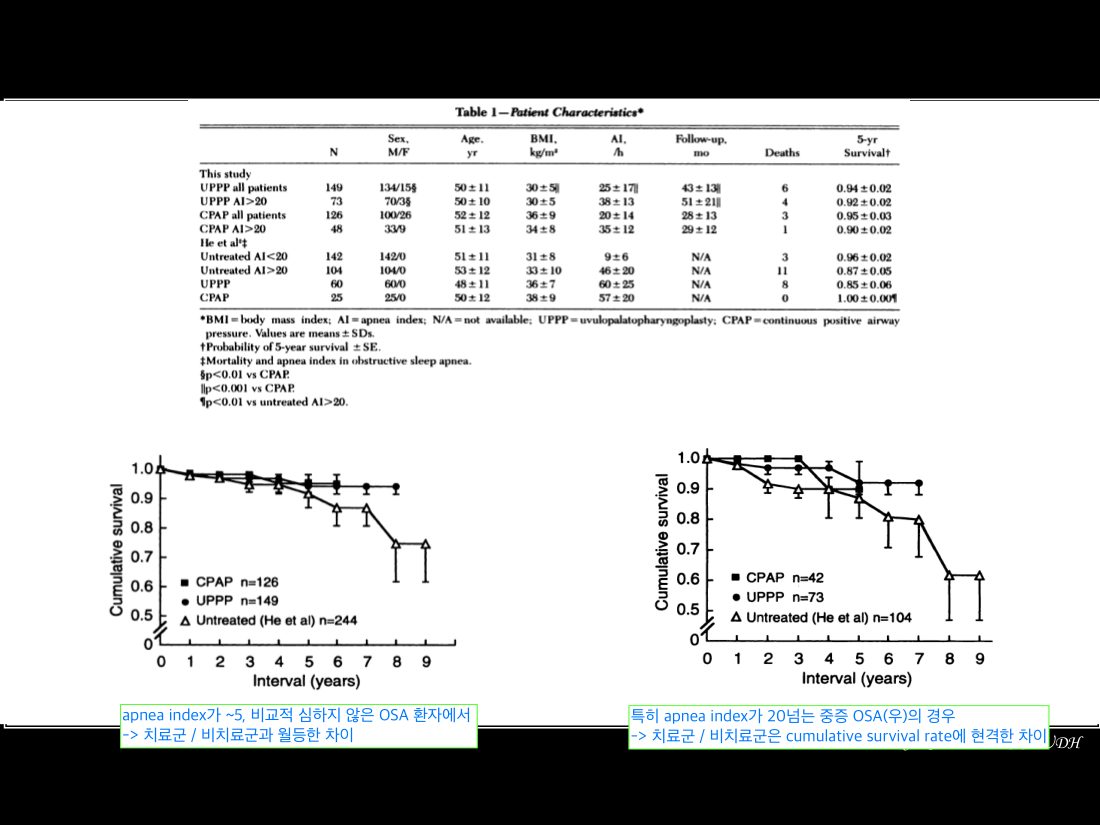 Table 1—Patient Characteristics*
N Sex, M/F Age, yr BMI, kg/m² AI, /h Follow-up, mo Deaths 5-yr Survival†
This study
UPPP all patients 149 134/15§ 50±11 30±5‖ 25±17‖ 43±13‖ 6 0.94±0.02
UPPP AI>20 73 70/3§ 50±10 30±5 38±13 51±21‖ 4 0.92±0.02
CPAP all patients 126 100/26 52±12 36±9 20±14 28±13 3 0.95±0.03
CPAP AI>20 48 33/9 51±13 34±8 35±12 29±12 1 0.90±0.02
He et al⁸‡
Untreated AI<20 142 142/0 51±11 31±8 9±6 N/A 3 0.96±0.02
Untreated AI>20 104 104/0 53±12 33±10 46±20 N/A 11 0.87±0.05
UPPP 60 60/0 48±11 36±7 60±25 N/A 8 0.85±0.06
CPAP 25 25/0 50±12 38±9 57±20 N/A 0 1.00±0.00¶
*BMI=body mass index; AI=apnea index; N/A=not available; UPPP=uvulopalatopharyngoplasty; CPAP=continuous positive airway
pressure. Values are means±SDs.
†Probability of 5-year survival ±SE.
‡Mortality and apnea index in obstructive sleep apnea.
§p<0.01 vs CPAP.
‖p<0.001 vs CPAP.
¶p<0.01 vs untreated AI>20.
Cumulative survival
1.0
0.9
0.8
0.7
0.6
0.5
0
CPAP n=126
UPPP n=149
Untreated (He et al) n=244
0 1 2 3 4 5 6 7 8 9
Interval (years)
Cumulative survival
1.0
0.9
0.8
0.7
0.6
0.5
0
CPAP n=42
UPPP n=73
Untreated (He et al) n=104
0 1 2 3 4 5 6 7 8 9
Interval (years)
apnea index가 ~5, 비교적 심하지 않은 OSA 환자에서
-> 치료군 / 비치료군과 월등한 차이
특히 apnea index가 20넘는 중증 OSA(우)의 경우
-> 치료군 / 비치료군은 cumulative survival rate에 현격한 차이